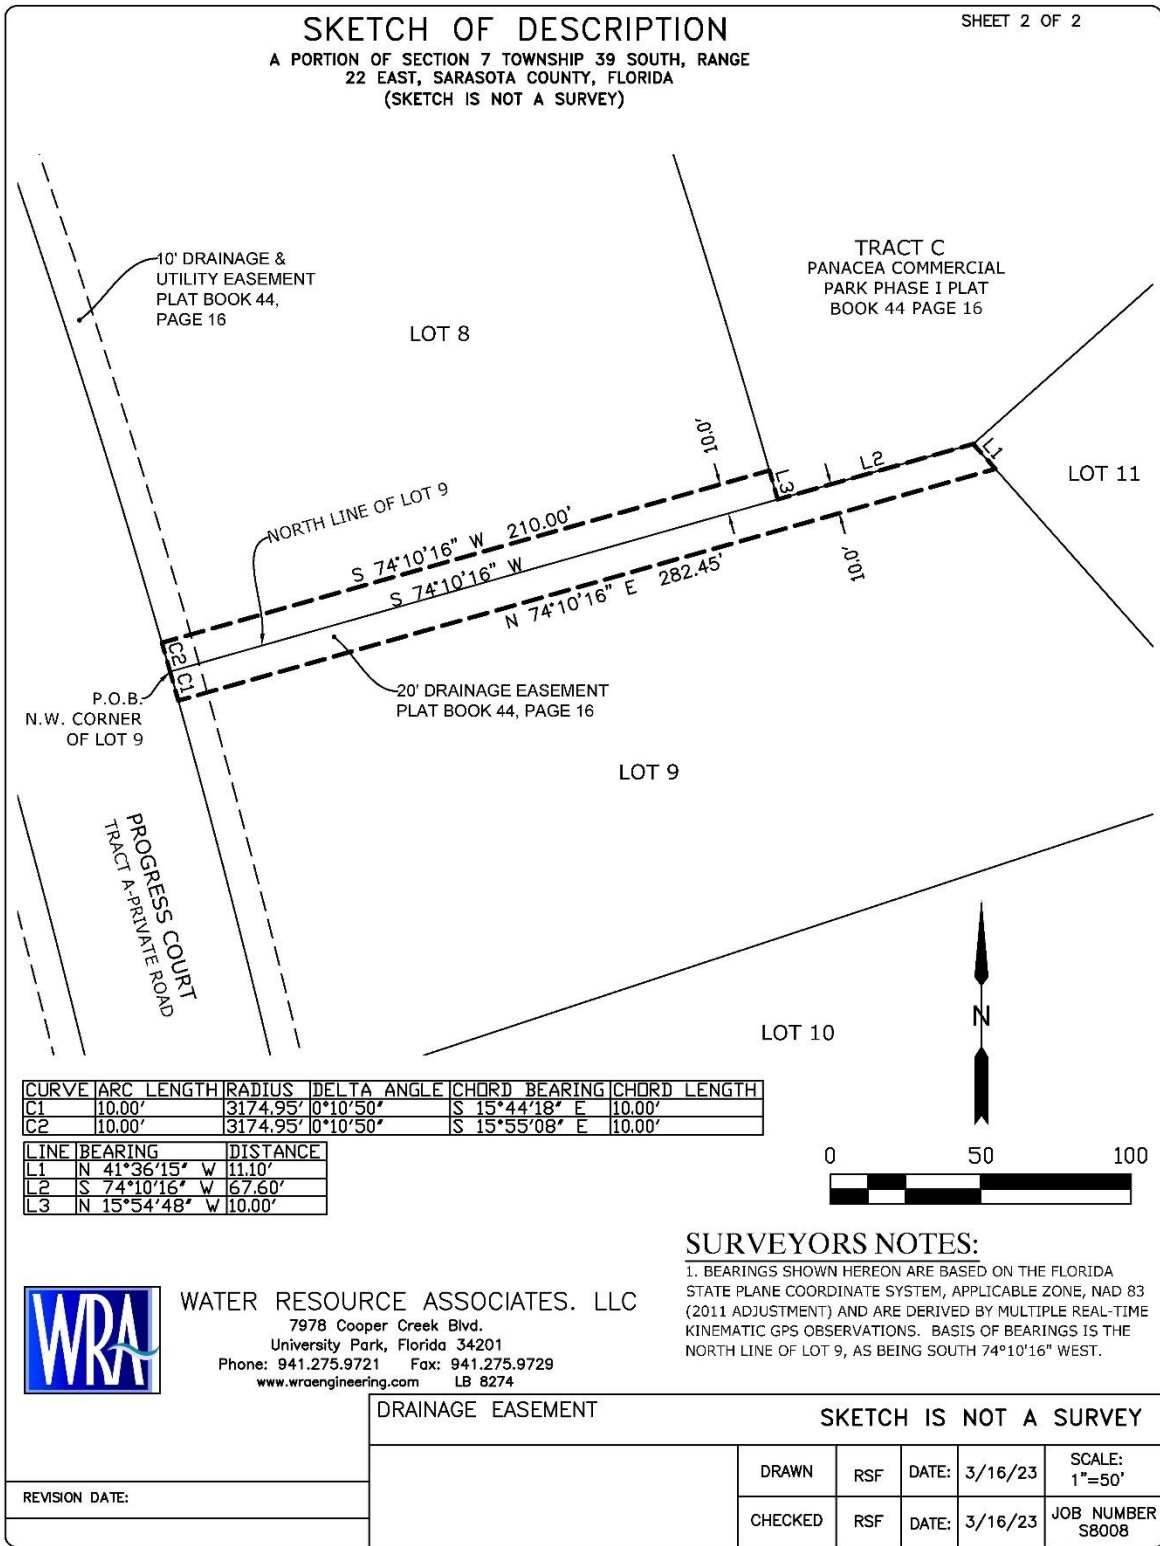 SKETCH OF DESCRIPTION
SHEET 2 OF 2
A PORTION OF SECTION 7 TOWNSHIP 39 SOUTH, RANGE
22 EAST, SARASOTA COUNTY, FLORIDA
(SKETCH IS NOT A SURVEY)
10' DRAINAGE &
UTILITY EASEMENT
PLAT BOOK 44,
PAGE 16
LOT 8
TRACT C
PANACEA COMMERCIAL
PARK PHASE I PLAT
BOOK 44 PAGE 16
10.0'
L3
L2
L1
LOT 11
NORTH LINE OF LOT 9
S 74°10'16" W 210.00'
S 74°10'16" W
N 74°10'16" E 282.45'
10.0'
C2
C1
P.O.B.
N.W. CORNER
OF LOT 9
20' DRAINAGE EASEMENT
PLAT BOOK 44, PAGE 16
LOT 9
PROGRESS COURT
TRACT A-PRIVATE ROAD
LOT 10
N
CURVE ARC LENGTH RADIUS DELTA ANGLE CHORD BEARING CHORD LENGTH
C1 10.00' 3174.95' 0°10'50" S 15°44'18" E 10.00'
C2 10.00' 3174.95' 0°10'50" S 15°55'08" E 10.00'
LINE BEARING DISTANCE
L1 N 41°36'15" W 11.10'
L2 S 74°10'16" W 67.60'
L3 N 15°54'48" W 10.00'
0 50 100
SURVEYORS NOTES:
1. BEARINGS SHOWN HEREON ARE BASED ON THE FLORIDA
STATE PLANE COORDINATE SYSTEM, APPLICABLE ZONE, NAD 83
(2011 ADJUSTMENT) AND ARE DERIVED BY MULTIPLE REAL-TIME
KINEMATIC GPS OBSERVATIONS. BASIS OF BEARINGS IS THE
NORTH LINE OF LOT 9, AS BEING SOUTH 74°10'16" WEST.
WRA
WATER RESOURCE ASSOCIATES. LLC
7978 Cooper Creek Blvd.
University Park, Florida 34201
Phone: 941.275.9721 Fax: 941.275.9729
www.wraengineering.com LB 8274
DRAINAGE EASEMENT
SKETCH IS NOT A SURVEY
DRAWN RSF DATE: 3/16/23 SCALE:
1"=50'
CHECKED RSF DATE: 3/16/23 JOB NUMBER
S8008
REVISION DATE: